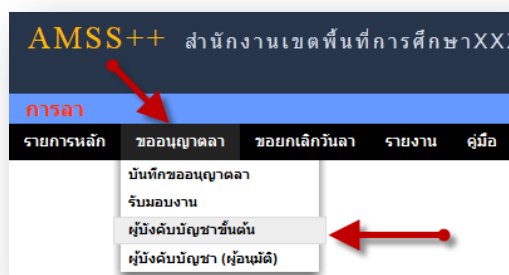 AMSS++ สำนักงานเขตพื้นที่การศึกษาXX
การลา
รายการหลัก ขออนุญาตลา ขอยกเลิกวันลา รายงาน คู่มือ
บันทึกขออนุญาตลา
รับมอบงาน
ผู้บังคับบัญชาขั้นต้น
ผู้บังคับบัญชา (ผู้อนุมัติ)